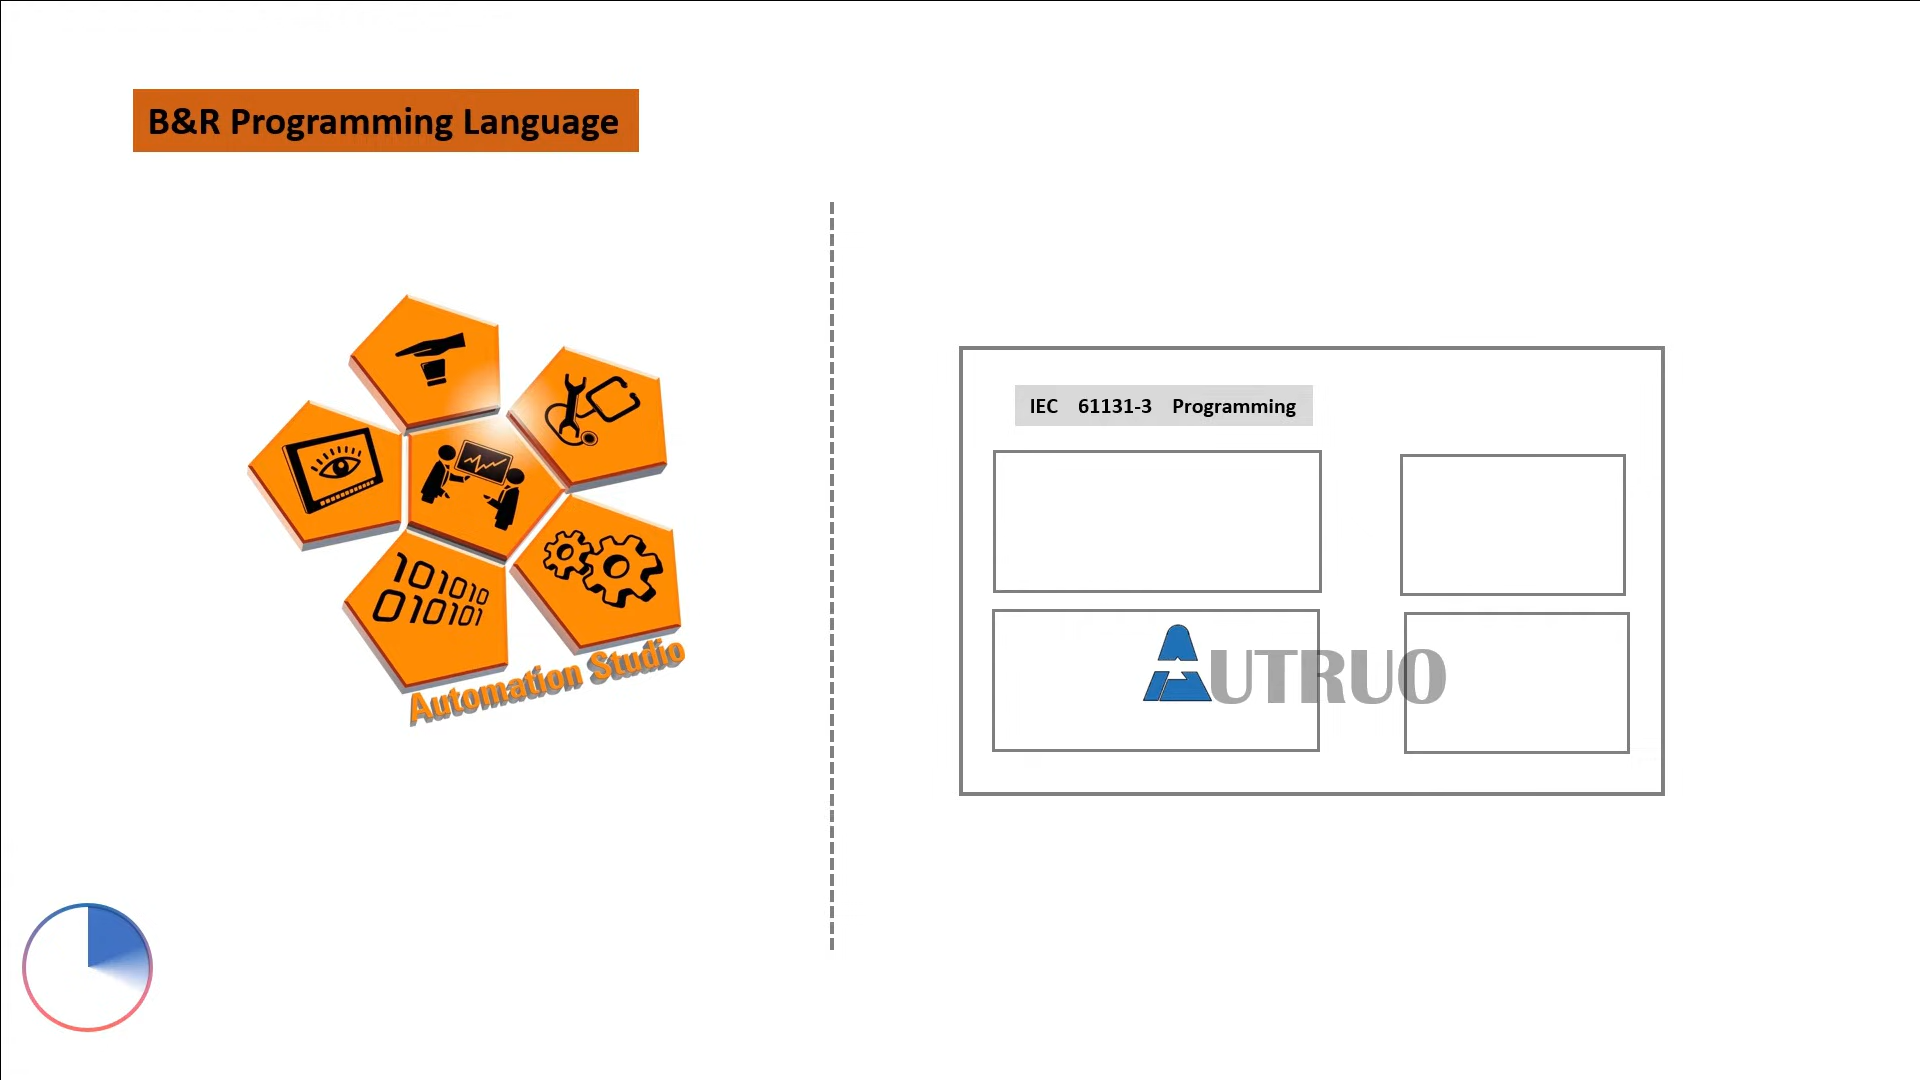 B&R Programming Language
IEC 61131-3 Programming
101010
010101
Automation Studio
AUTRUO